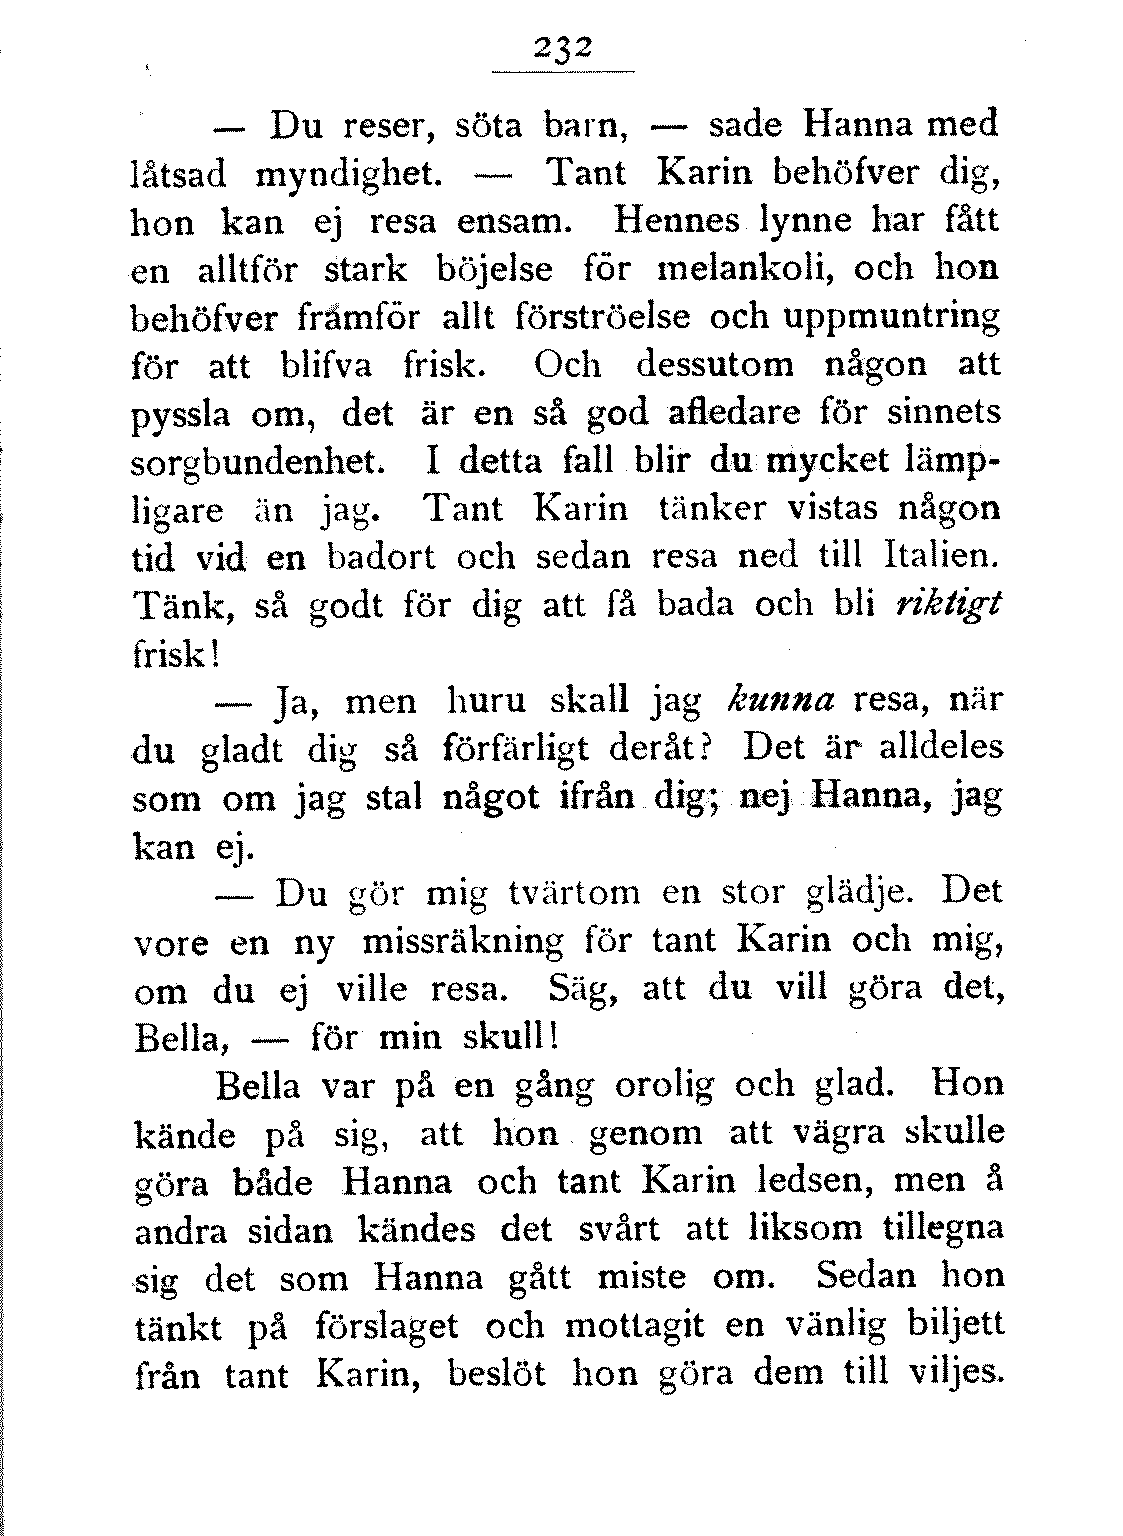 232
— Du reser, söta barn, — sade Hanna med
låtsad myndighet. — Tant Karin behöfver dig,
hon kan ej resa ensam. Hennes lynne har fått
en alltför stark böjelse för melankoli, och hon
behöfver framför allt förströelse och uppmuntring
för att blifva frisk. Och dessutom någon att
pyssla om, det är en så god afledare för sinnets
sorgbundenhet. I detta fall blir du mycket lämp-
ligare än jag. Tant Karin tänker vistas någon
tid vid en badort och sedan resa ned till Italien.
Tänk, så godt för dig att få bada och bli riktigt
frisk!
— Ja, men huru skall jag kunna resa, när
du gladt dig så förfärligt deråt? Det är alldeles
som om jag stal något ifrån dig; nej Hanna, jag
kan ej.
— Du gör mig tvärtom en stor glädje. Det
vore en ny missräkning för tant Karin och mig,
om du ej ville resa. Säg, att du vill göra det,
Bella, — för min skull!
Bella var på en gång orolig och glad. Hon
kände på sig, att hon genom att vägra skulle
göra både Hanna och tant Karin ledsen, men å
andra sidan kändes det svårt att liksom tillegna
sig det som Hanna gått miste om. Sedan hon
tänkt på förslaget och mottagit en vänlig biljett
från tant Karin, beslöt hon göra dem till viljes.